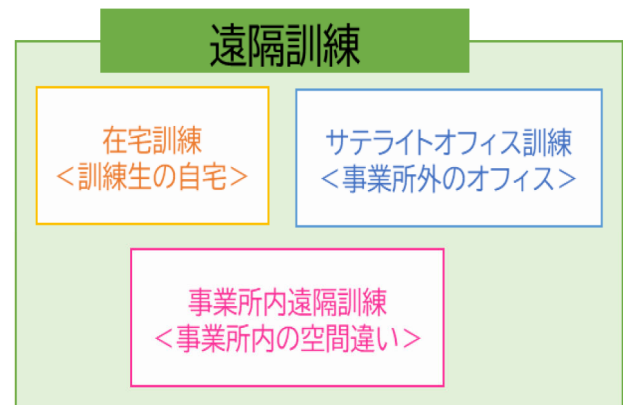 遠隔訓練
在宅訓練
＜訓練生の自宅＞
サテライトオフィス訓練
＜事業所外のオフィス＞
事業所内遠隔訓練
＜事業所内の空間違い＞